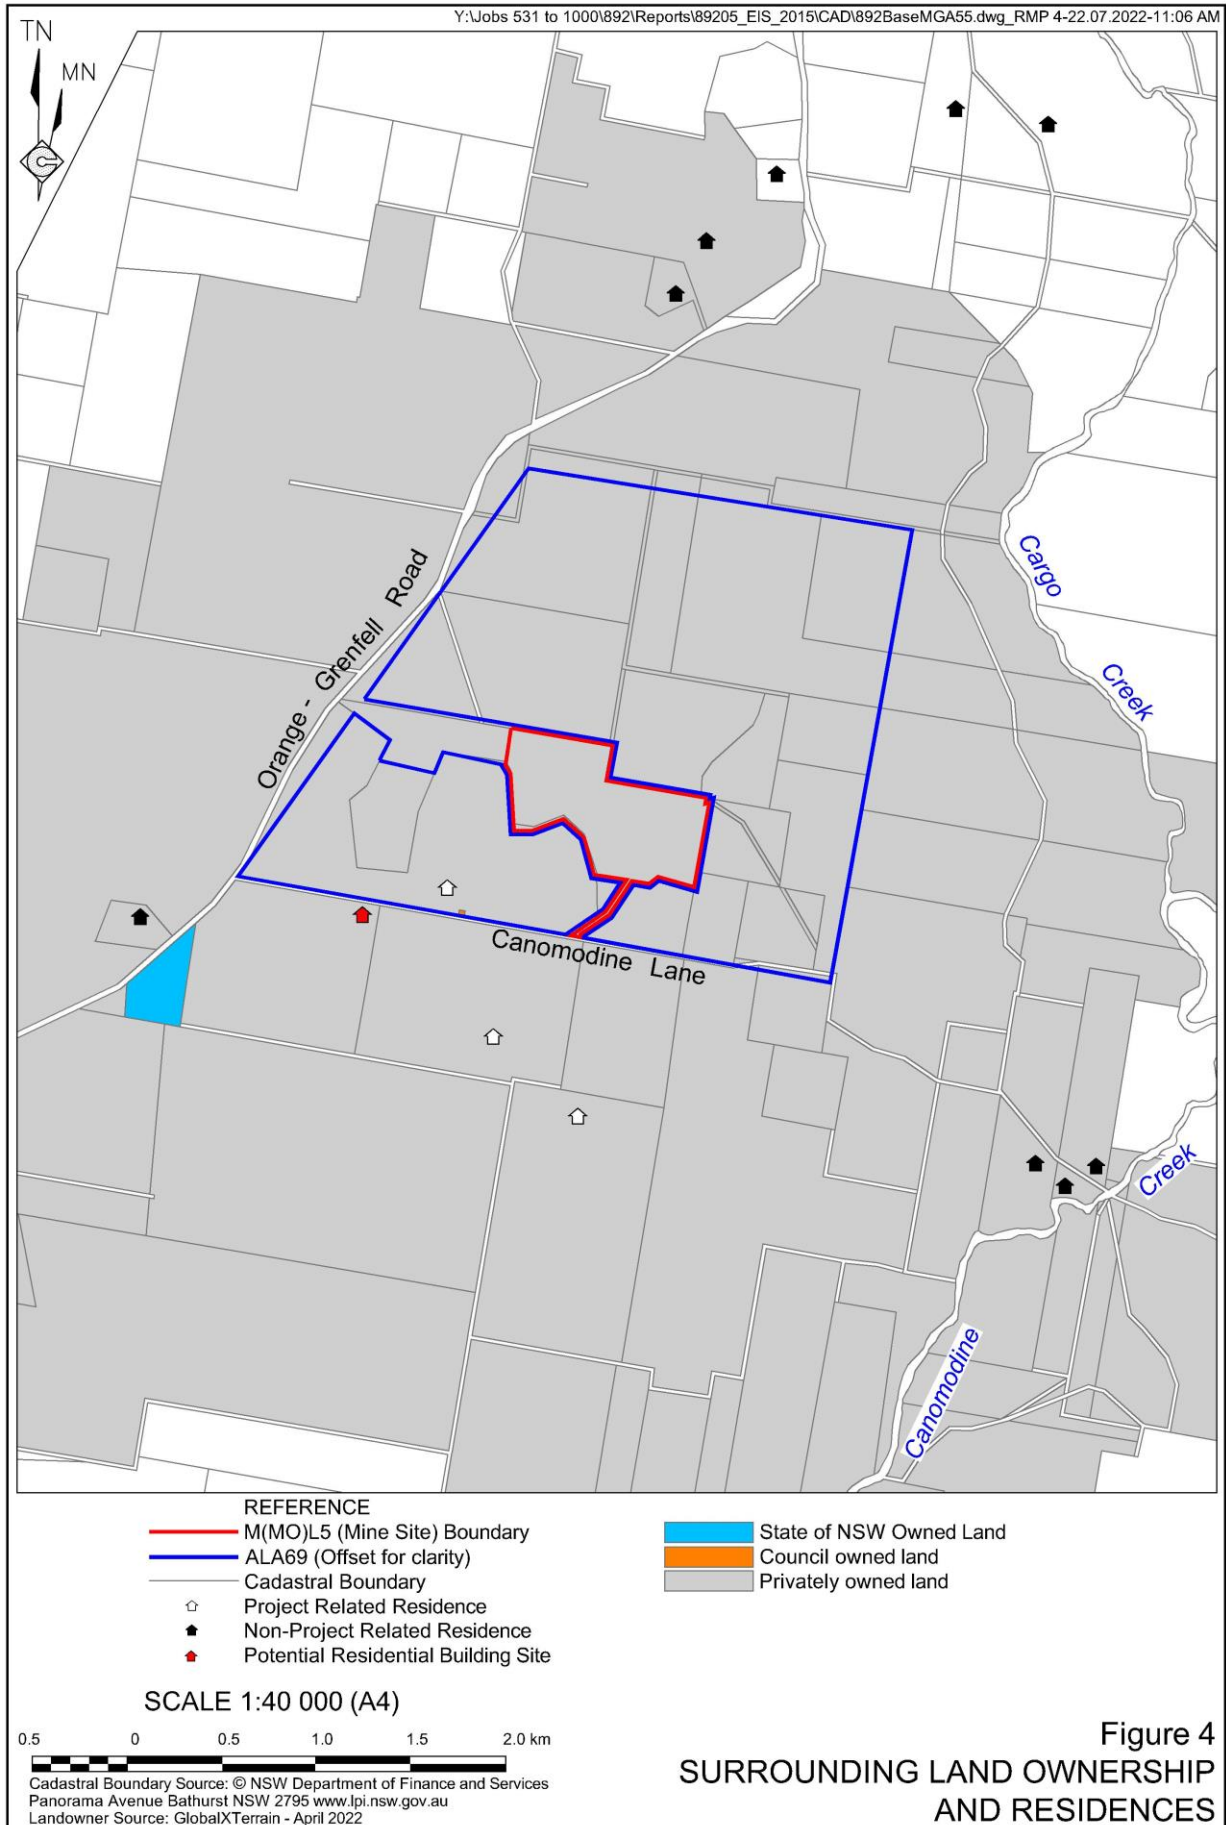 Y:\Jobs 531 to 1000\892\Reports\89205_EIS_2015\CAD\892BaseMGA55.dwg_RMP 4-22.07.2022-11:06 AM
TN
MN
Orange - Grenfell Road
Cargo
Creek
Canomodine Lane
Creek
Canomodine
REFERENCE
M(MO)L5 (Mine Site) Boundary
ALA69 (Offset for clarity)
Cadastral Boundary
Project Related Residence
Non-Project Related Residence
Potential Residential Building Site
State of NSW Owned Land
Council owned land
Privately owned land
SCALE 1:40 000 (A4)
0.5 0 0.5 1.0 1.5 2.0 km
Cadastral Boundary Source: © NSW Department of Finance and Services
Panorama Avenue Bathurst NSW 2795 www.lpi.nsw.gov.au
Landowner Source: GlobalXTerrain - April 2022
Figure 4
SURROUNDING LAND OWNERSHIP
AND RESIDENCES